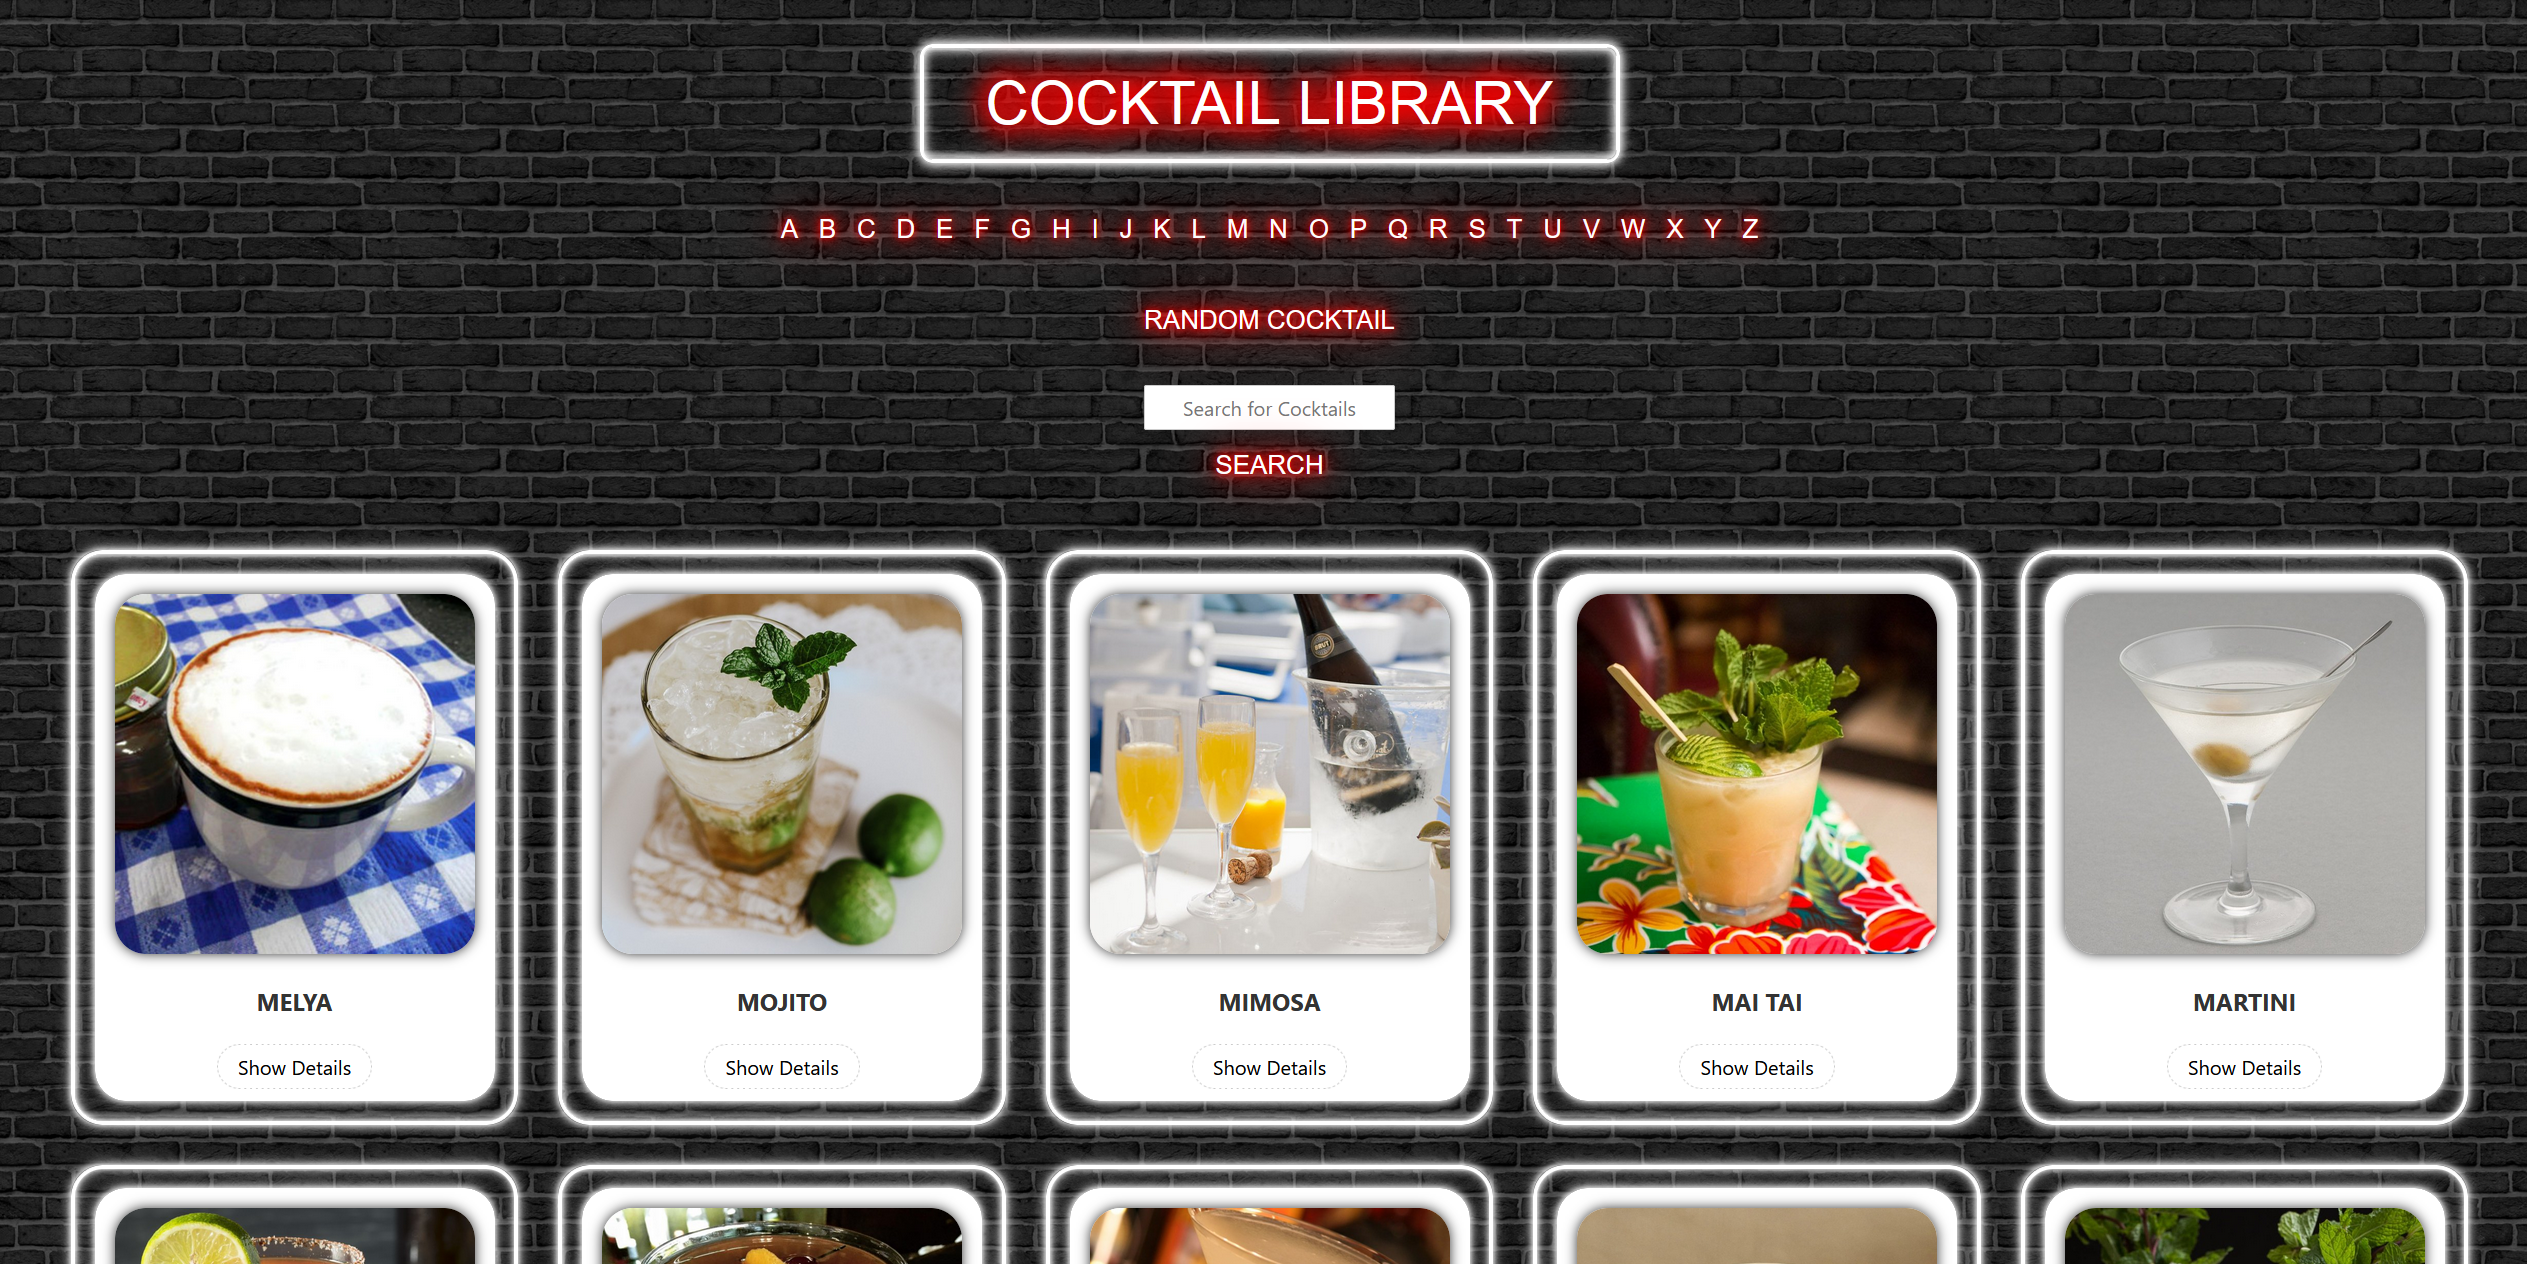 COCKTAIL LIBRARY
A B C D E F G H I J K L M N O P Q R S T U V W X Y Z
RANDOM COCKTAIL
Search for Cocktails
SEARCH
BRUT
MELYA
MOJITO
MIMOSA
MAI TAI
MARTINI
Show Details
Show Details
Show Details
Show Details
Show Details